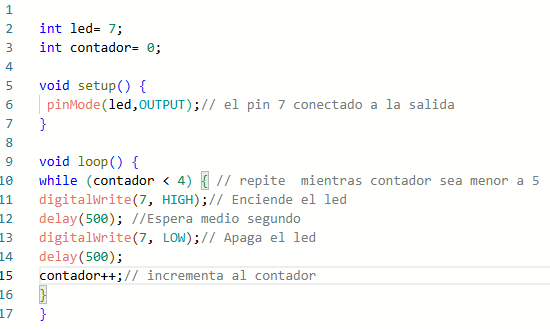 1
2 int led= 7;
3 int contador= 0;
4
5 void setup() {
6 pinMode(led,OUTPUT);// el pin 7 conectado a la salida
7 }
8
9 void loop() {
10 while (contador < 4) { // repite  mientras contador sea menor a 5
11 digitalWrite(7, HIGH);// Enciende el led
12 delay(500); //Espera medio segundo
13 digitalWrite(7, LOW);// Apaga el led
14 delay(500);
15 contador++;// incrementa al contador
16 }
17 }